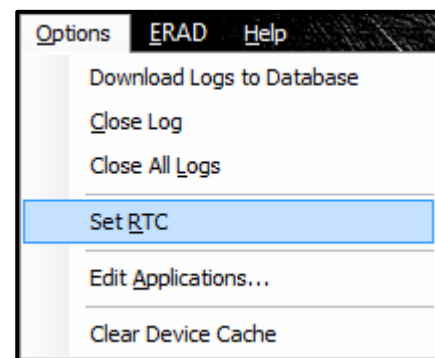 Options ERAD Help
Download Logs to Database
Close Log
Close All Logs
Set RTC
Edit Applications...
Clear Device Cache